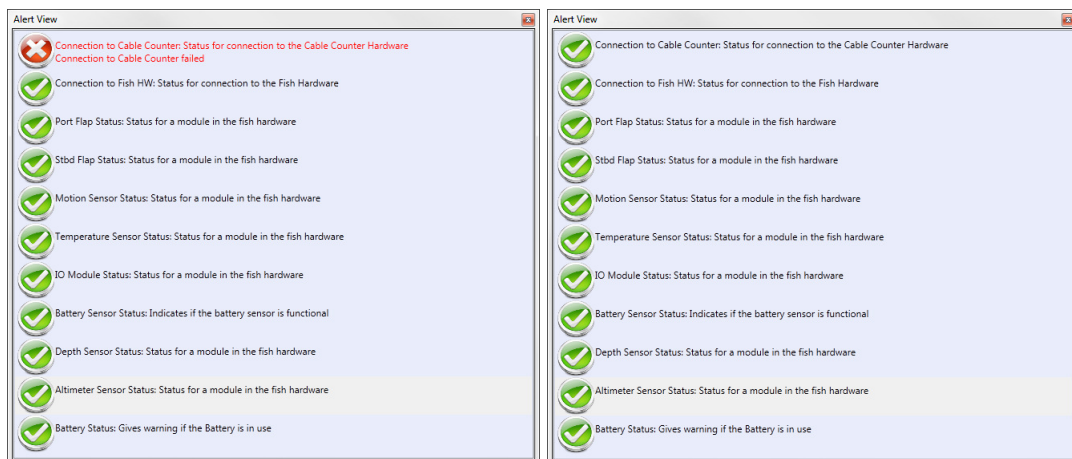 Alert View
Connection to Cable Counter: Status for connection to the Cable Counter Hardware
Connection to Cable Counter failed
Connection to Fish HW: Status for connection to the Fish Hardware
Port Flap Status: Status for a module in the fish hardware
Stbd Flap Status: Status for a module in the fish hardware
Motion Sensor Status: Status for a module in the fish hardware
Temperature Sensor Status: Status for a module in the fish hardware
IO Module Status: Status for a module in the fish hardware
Battery Sensor Status: Indicates if the battery sensor is functional
Depth Sensor Status: Status for a module in the fish hardware
Altimeter Sensor Status: Status for a module in the fish hardware
Battery Status: Gives warning if the Battery is in use
Alert View
Connection to Cable Counter: Status for connection to the Cable Counter Hardware
Connection to Fish HW: Status for connection to the Fish Hardware
Port Flap Status: Status for a module in the fish hardware
Stbd Flap Status: Status for a module in the fish hardware
Motion Sensor Status: Status for a module in the fish hardware
Temperature Sensor Status: Status for a module in the fish hardware
IO Module Status: Status for a module in the fish hardware
Battery Sensor Status: Indicates if the battery sensor is functional
Depth Sensor Status: Status for a module in the fish hardware
Altimeter Sensor Status: Status for a module in the fish hardware
Battery Status: Gives warning if the Battery is in use